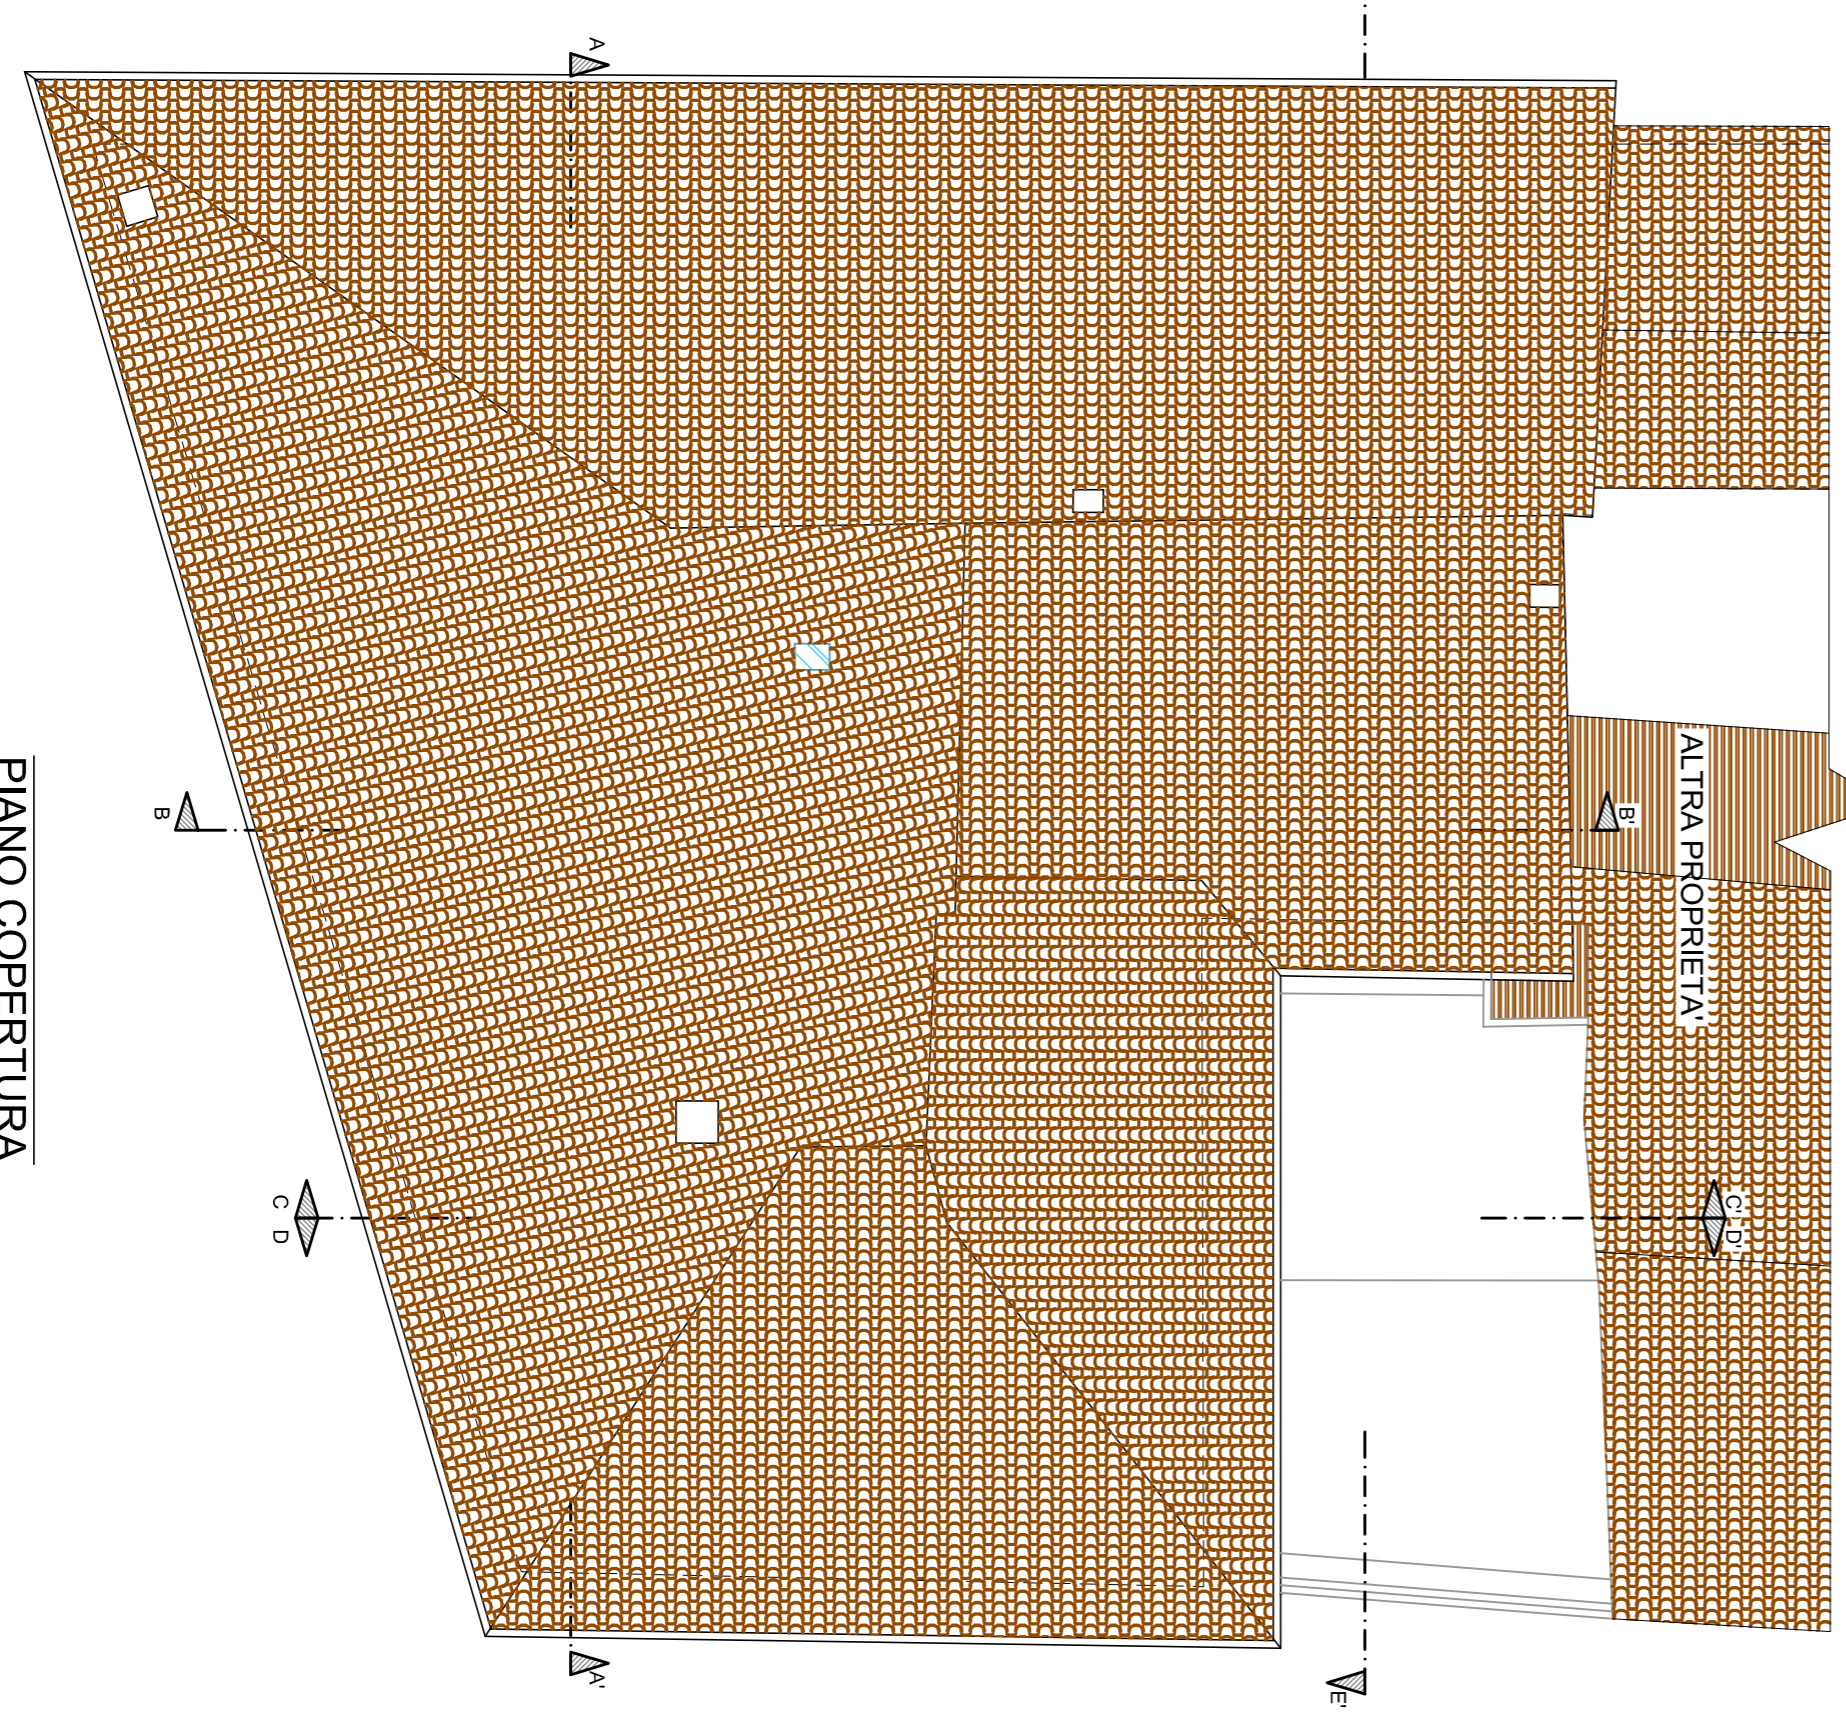 A
B
B'
ALTRA PROPRIETA'
C D
C' D'
A'
E'
PIANO COPERTURA